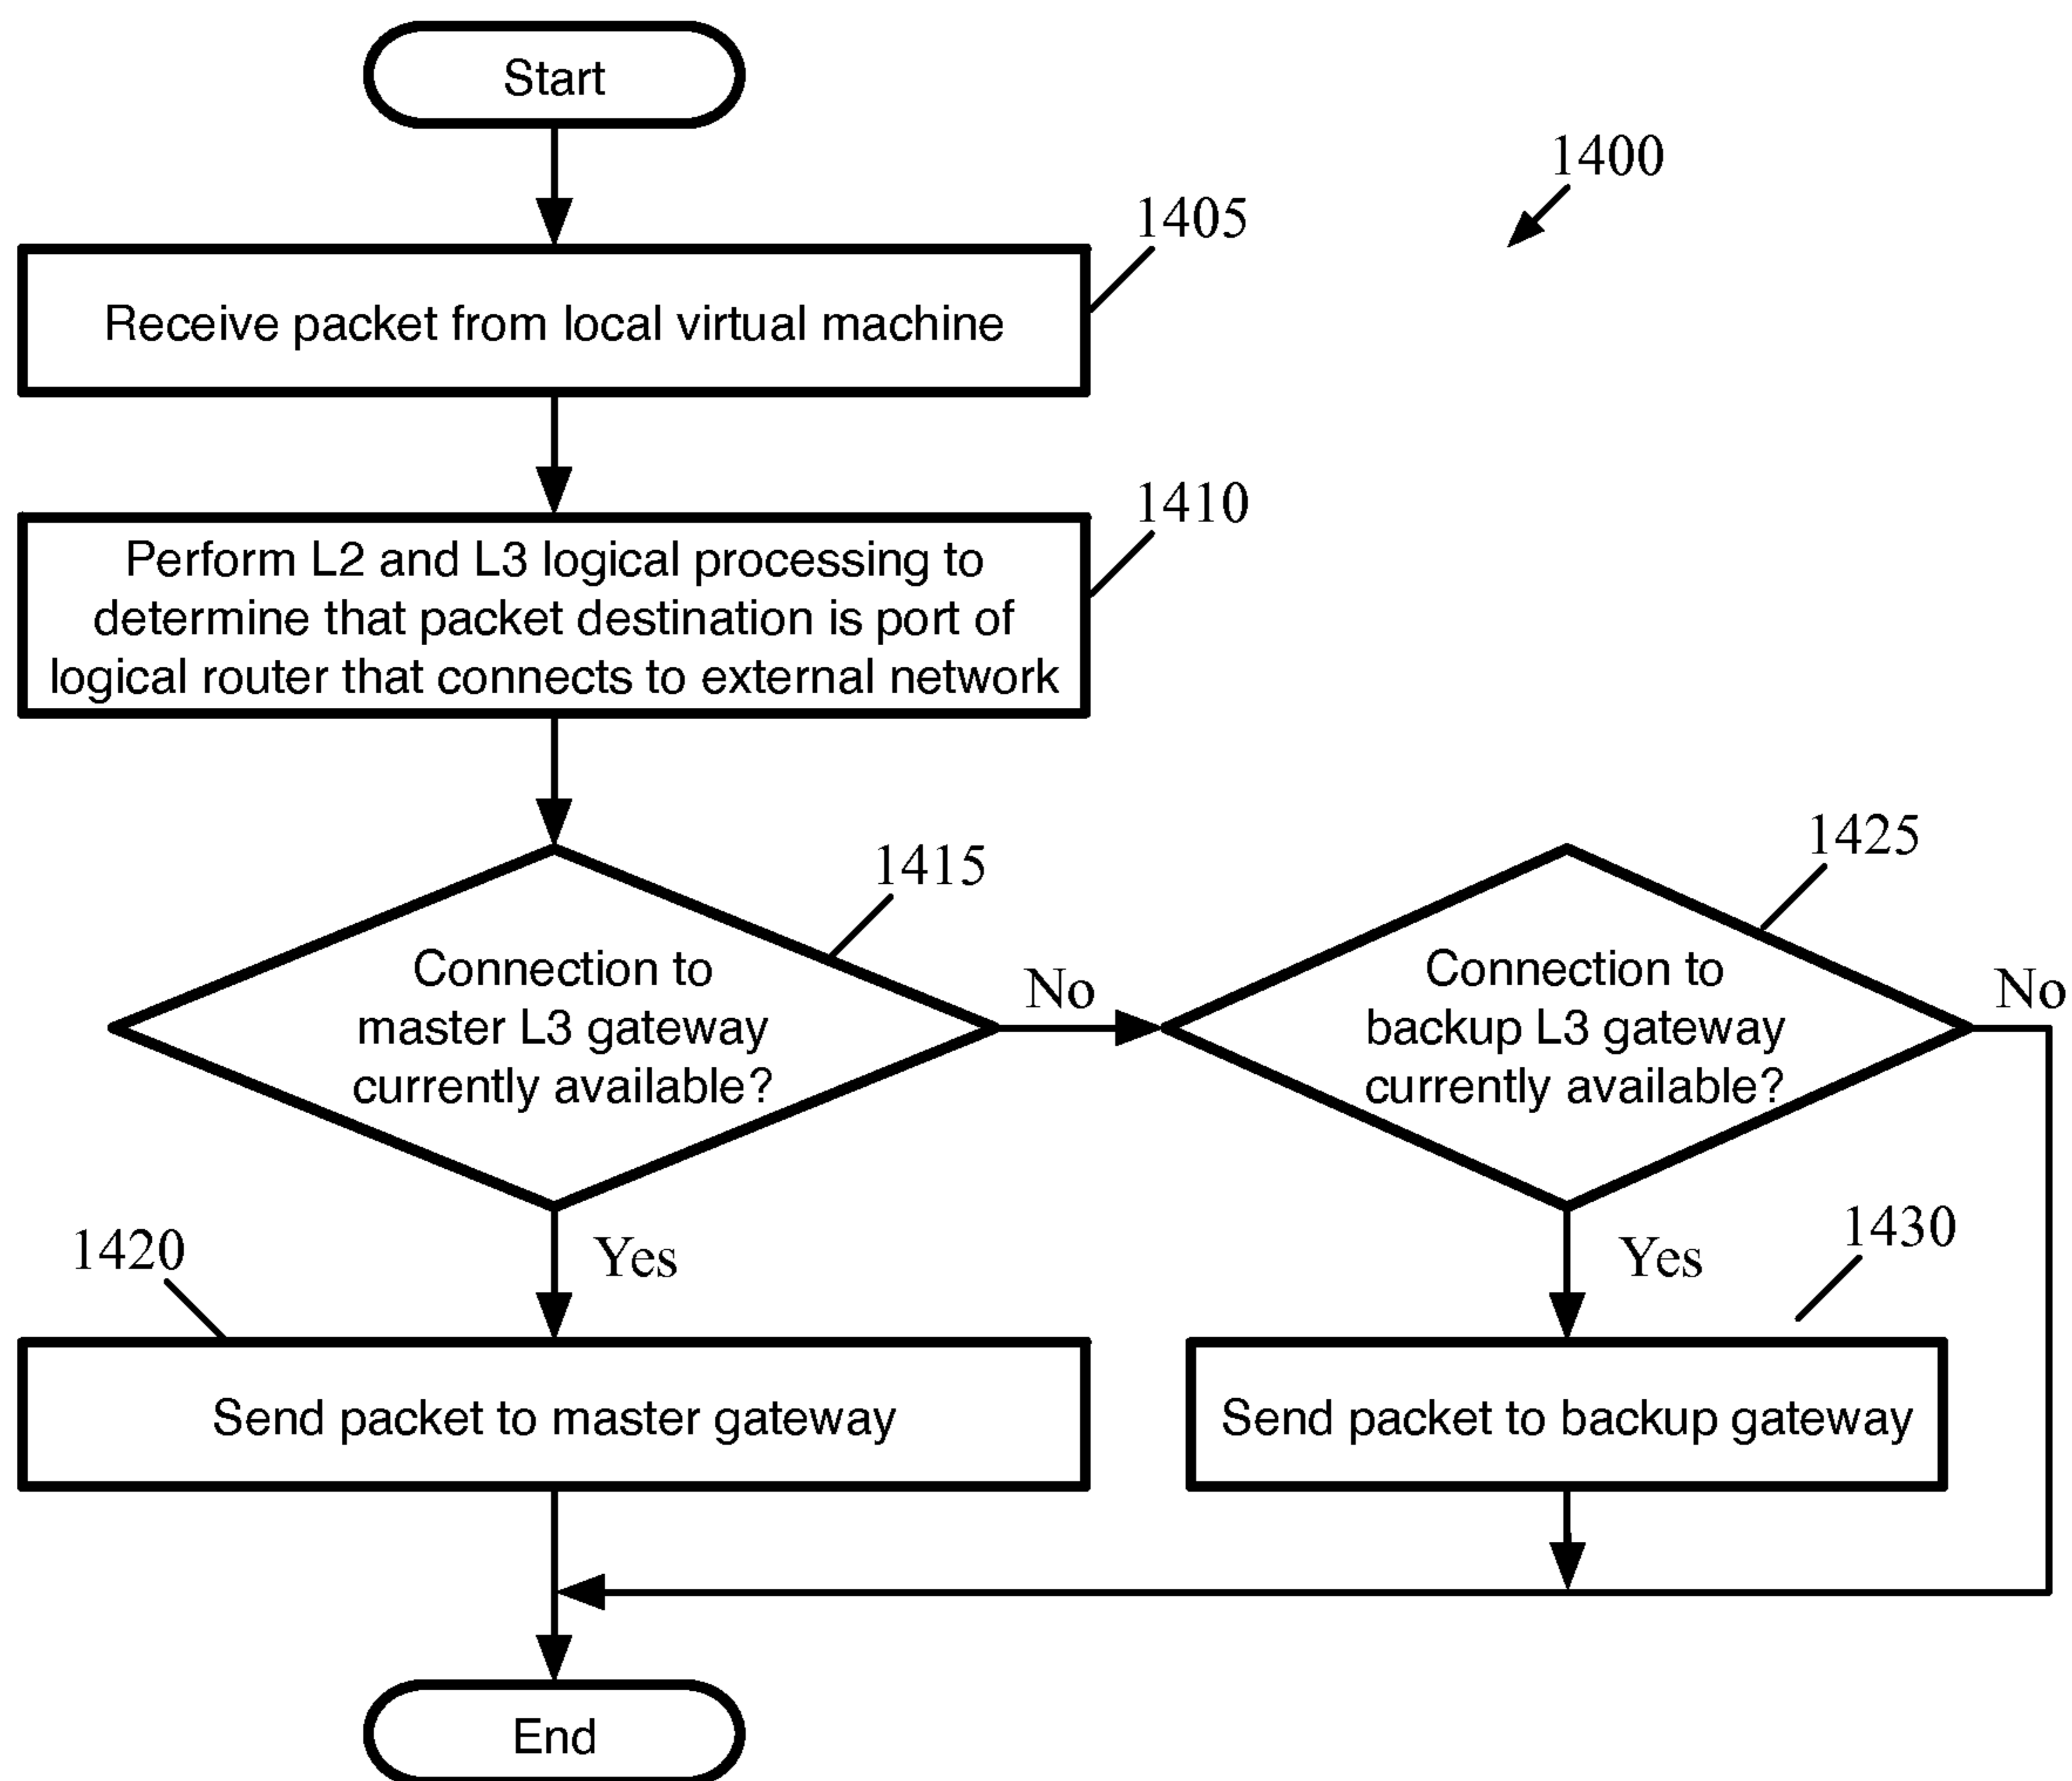 Start
1400
1405
Receive packet from local virtual machine
1410
Perform L2 and L3 logical processing to
determine that packet destination is port of
logical router that connects to external network
1415
Connection to
master L3 gateway
currently available?
No
1425
Connection to
backup L3 gateway
currently available?
No
1420
Yes
Send packet to master gateway
Yes
1430
Send packet to backup gateway
End